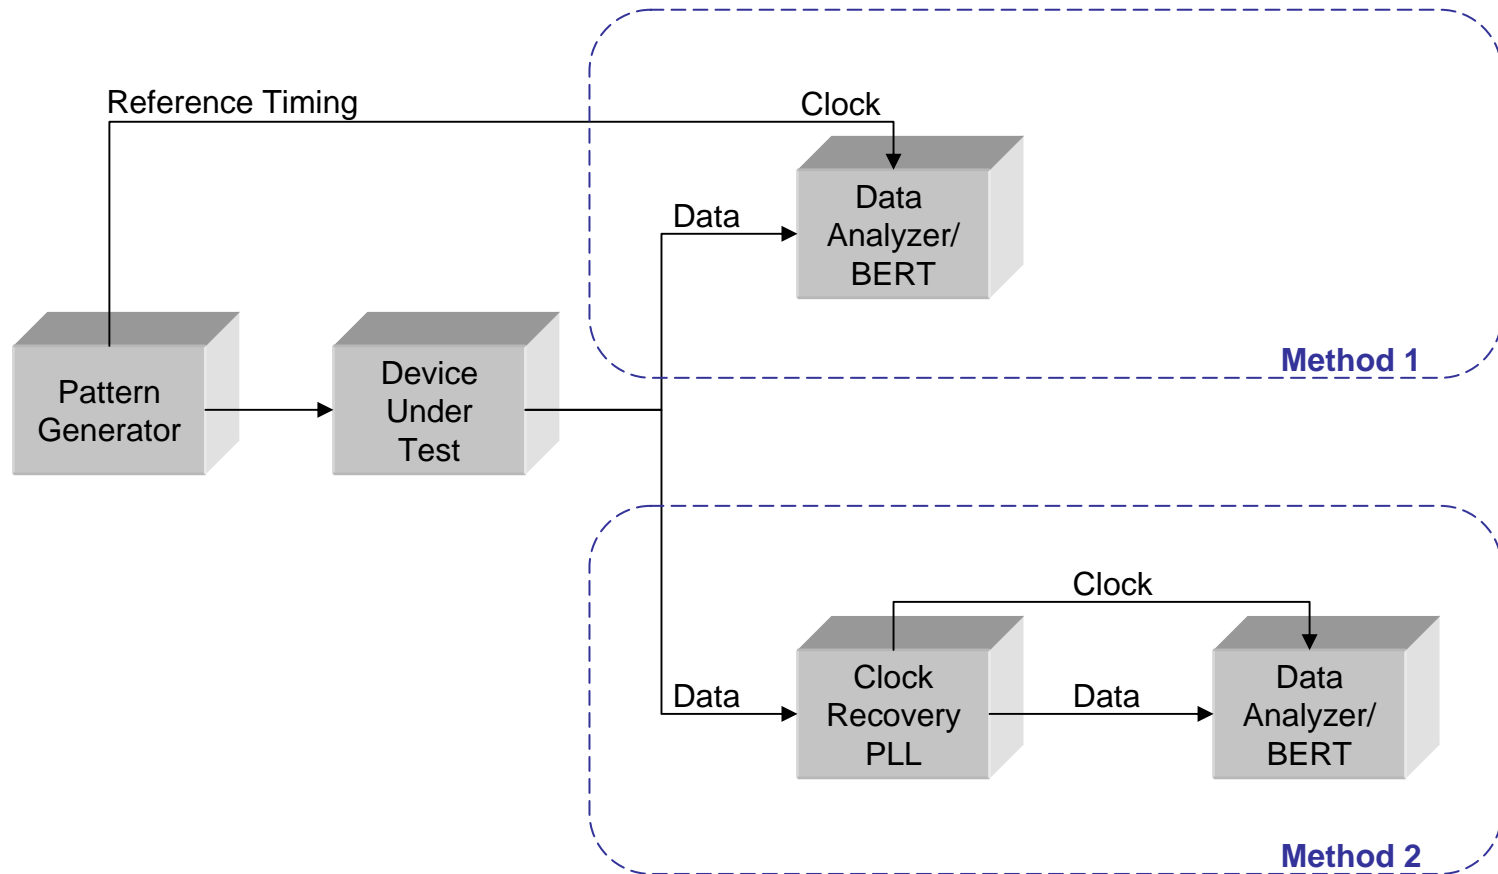 Reference Timing
Clock
Data
Analyzer/
BERT
Data
Method 1
Pattern
Generator
Device
Under
Test
Clock
Data
Clock
Recovery
PLL
Data
Data
Analyzer/
BERT
Method 2